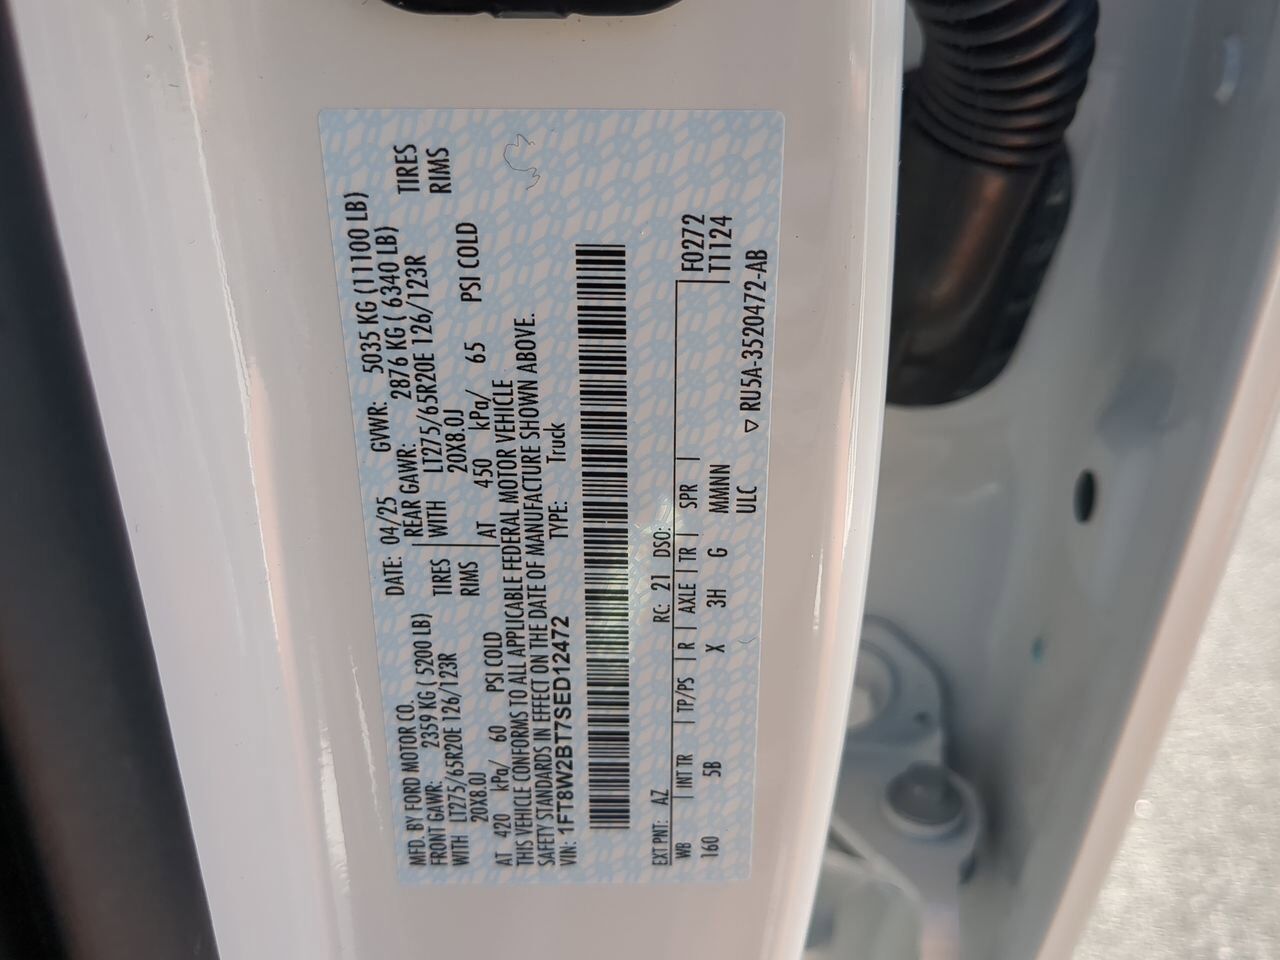 MFD. BY FORD MOTOR CO. DATE: 04/25 GVWR: 5035 KG (11100 LB)
FRONT GAWR: 2359 KG ( 5200 LB) REAR GAWR: 2876 KG ( 6340 LB)
WITH LT275/65R20E 126/123R TIRES WITH LT275/65R20E 126/123R TIRES
20X8.0J RIMS 20X8.0J RIMS
AT 420 kPa/ 60 PSI COLD AT 450 kPa/ 65 PSI COLD
THIS VEHICLE CONFORMS TO ALL APPLICABLE FEDERAL MOTOR VEHICLE
SAFETY STANDARDS IN EFFECT ON THE DATE OF MANUFACTURE SHOWN ABOVE.
VIN: 1FT8W2BT7SED12472 TYPE: Truck
EXT PNT: AZ RC: 21 DSO: F0272
WB INT TR TP/PS R AXLE TR SPR T1124
160 5B X 3H G MMNN
ULC ▽ RU5A-3520472-AB